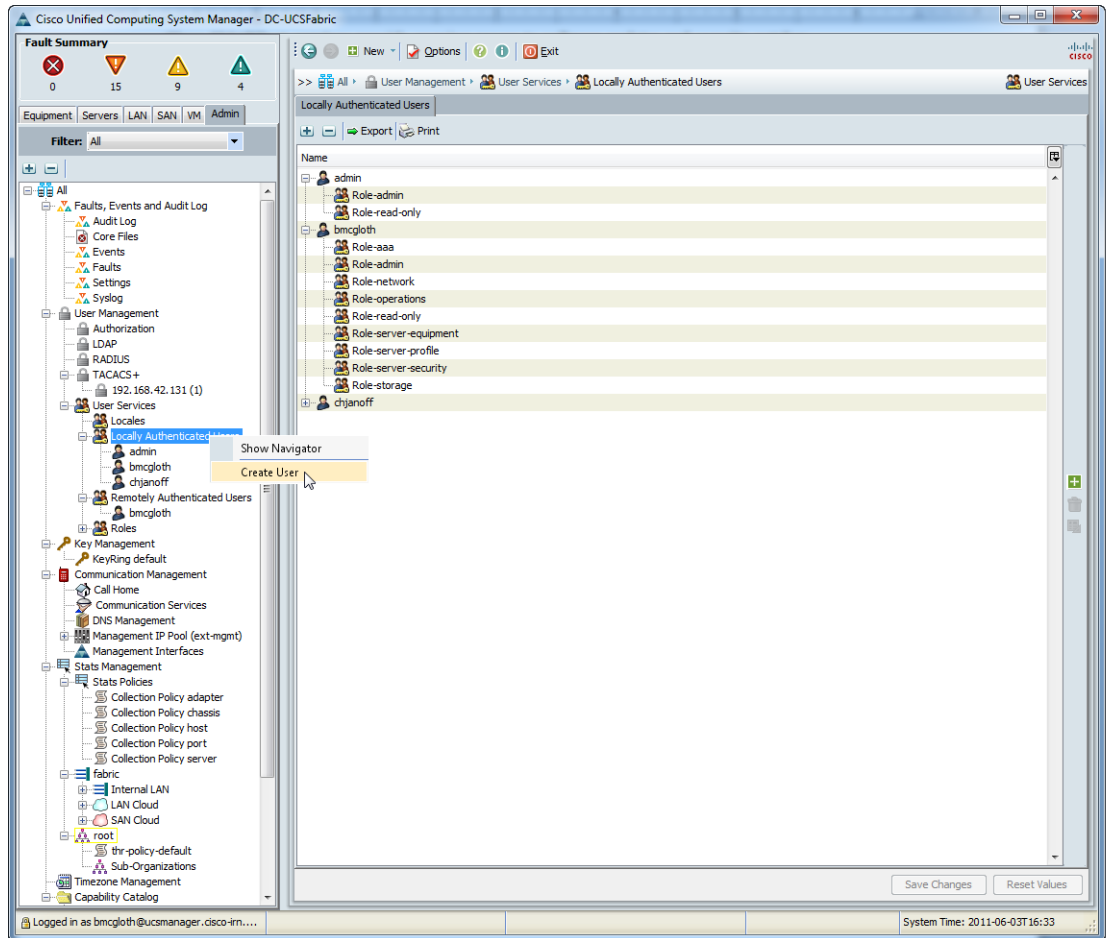 Cisco Unified Computing System Manager - DC-UCSFabric
Fault Summary
0 15 9 4
Equipment Servers LAN SAN VM Admin
Filter: All
All
Faults, Events and Audit Log
Audit Log
Core Files
Events
Faults
Settings
Syslog
User Management
Authorization
LDAP
RADIUS
TACACS+
192.168.42.131 (1)
User Services
Locales
Locally Authenticated
admin
bmcgloth
chjanoff
Remotely Authenticated Users
bmcgloth
Roles
Key Management
KeyRing default
Communication Management
Call Home
Communication Services
DNS Management
Management IP Pool (ext-mgmt)
Management Interfaces
Stats Management
Stats Policies
Collection Policy adapter
Collection Policy chassis
Collection Policy host
Collection Policy port
Collection Policy server
fabric
Internal LAN
LAN Cloud
SAN Cloud
root
thr-policy-default
Sub-Organizations
Timezone Management
Capability Catalog
Show Navigator
Create User
New Options Exit
CISCO
>> All User Management User Services Locally Authenticated Users User Services
Locally Authenticated Users
Export Print
Name
admin
Role-admin
Role-read-only
bmcgloth
Role-aaa
Role-admin
Role-network
Role-operations
Role-read-only
Role-server-equipment
Role-server-profile
Role-server-security
Role-storage
chjanoff
Save Changes Reset Values
Logged in as bmcgloth@ucsmanager.cisco-irn....
System Time: 2011-06-03T16:33